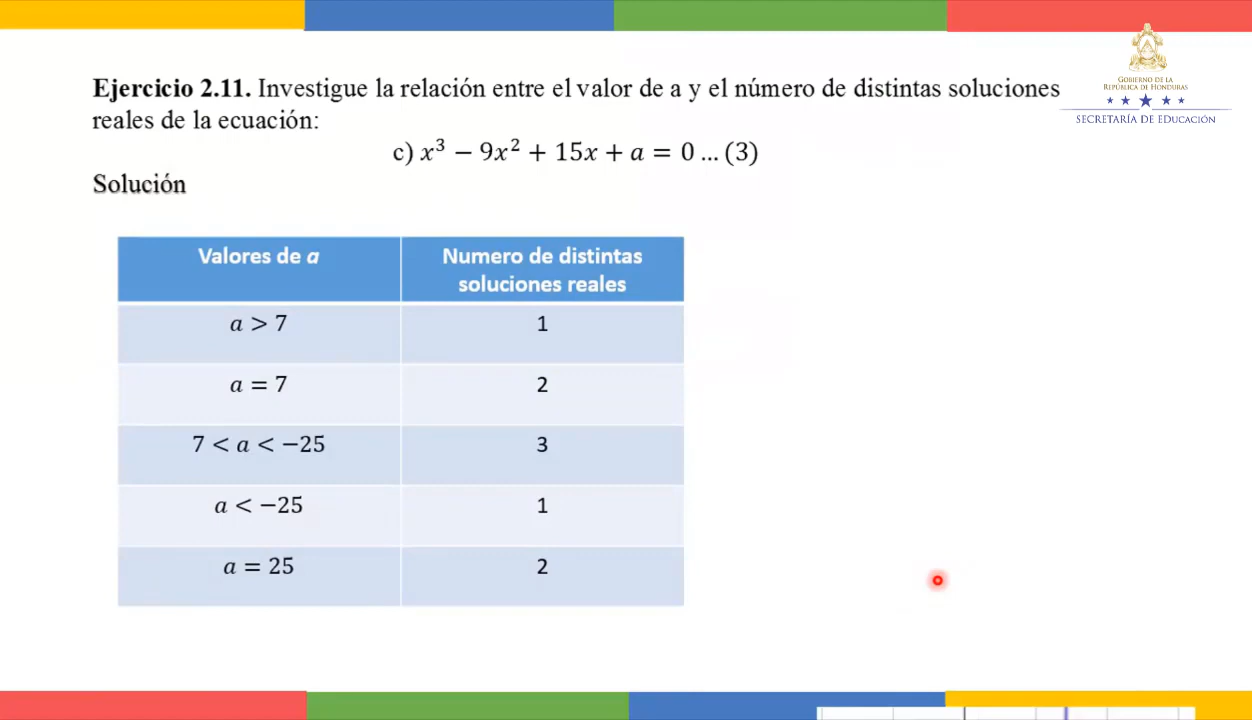 Ejercicio 2.11. Investigue la relación entre el valor de a y el número de distintas soluciones
reales de la ecuación:
c) 𝑥³ − 9𝑥² + 15𝑥 + 𝑎 = 0 … (3)
Solución
GOBIERNO DE LA
REPÚBLICA DE HONDURAS
SECRETARÍA DE EDUCACIÓN
Valores de a
Numero de distintas
soluciones reales
𝑎 > 7
1
𝑎 = 7
2
7 < 𝑎 < −25
3
𝑎 < −25
1
𝑎 = 25
2